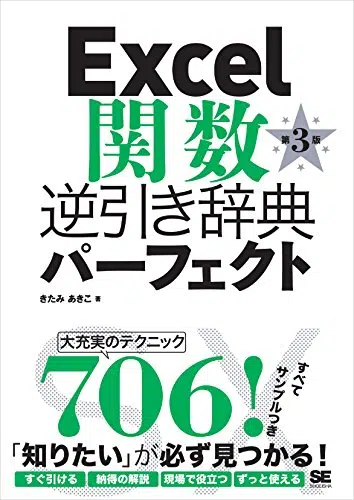 Excel
関数
第3版
逆引き辞典
パーフェクト
きたみ あきこ 著
大充実のテクニック
706!
すべて
サンプルつき
「知りたい」が必ず見つかる!
すぐ引ける 納得の解説 現場で役立つ ずっと使える
SE
SHOEISHA